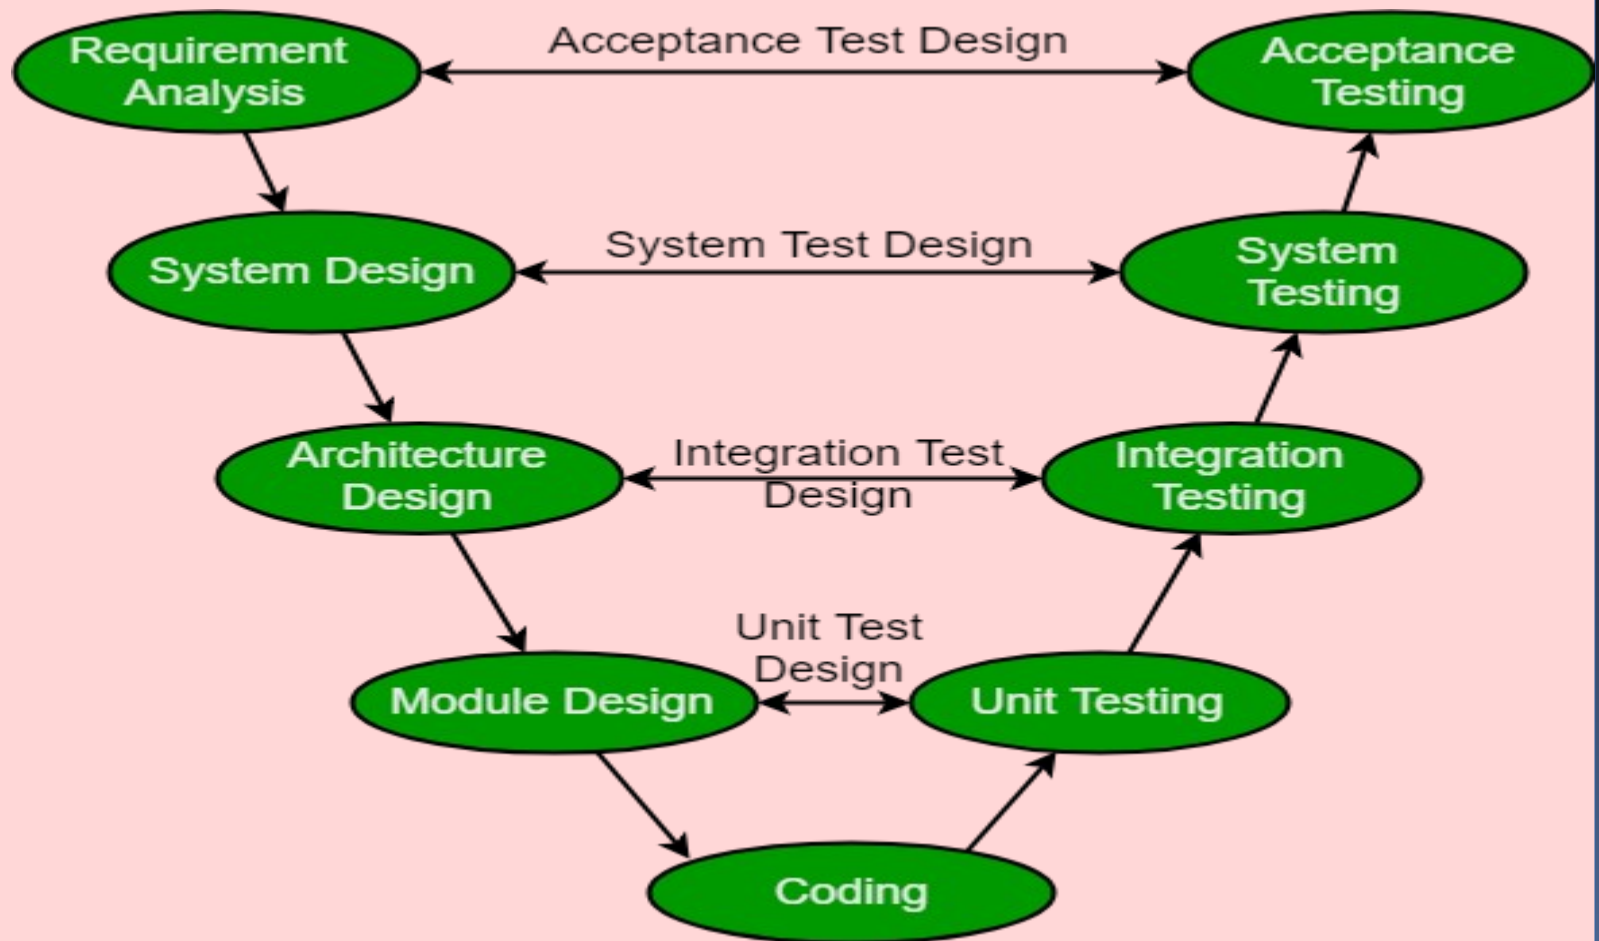 Requirement
Analysis
Acceptance Test Design
Acceptance
Testing
System Design
System Test Design
System
Testing
Architecture
Design
Integration Test
Design
Integration
Testing
Module Design
Unit Test
Design
Unit Testing
Coding